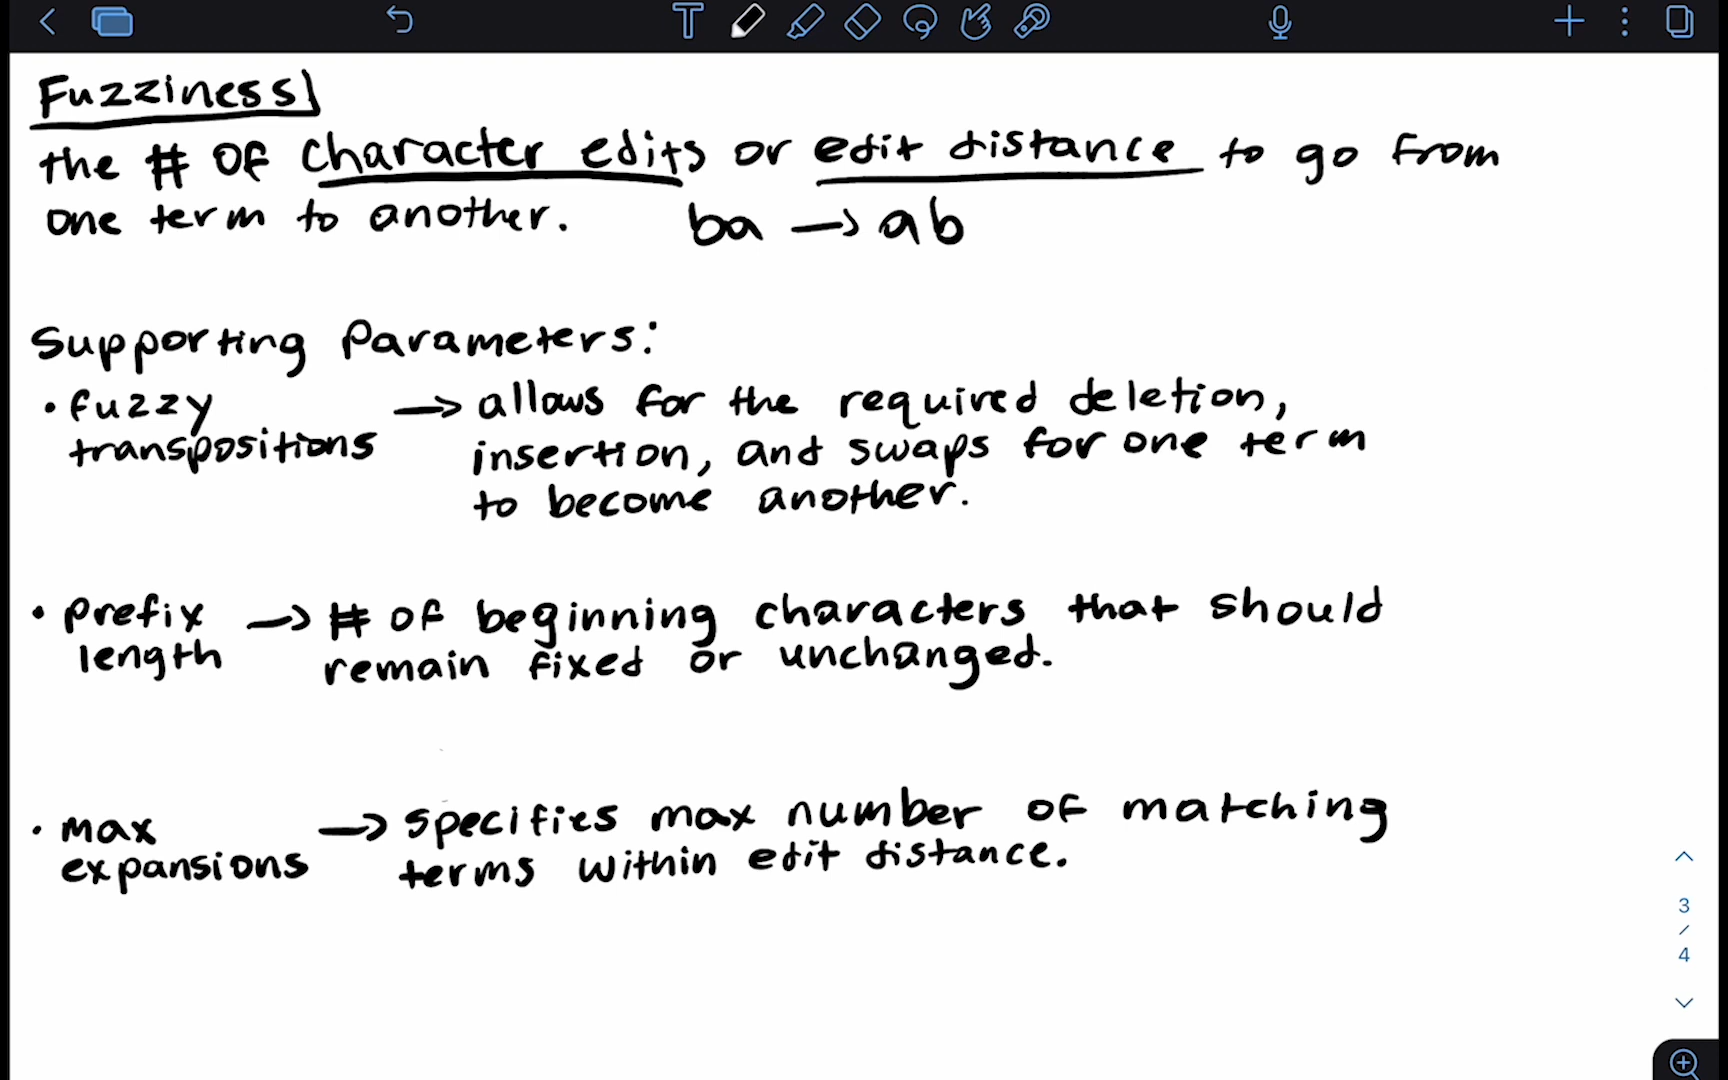 Fuzziness
the # of character edits or edit distance to go from
one term to another. ba → ab
Supporting Parameters:
• fuzzy → allows for the required deletion,
transpositions insertion, and swaps for one term
to become another.
• prefix → # of beginning characters that should
length remain fixed or unchanged.
• max → specifies max number of matching
expansions terms within edit distance.
3
/
4